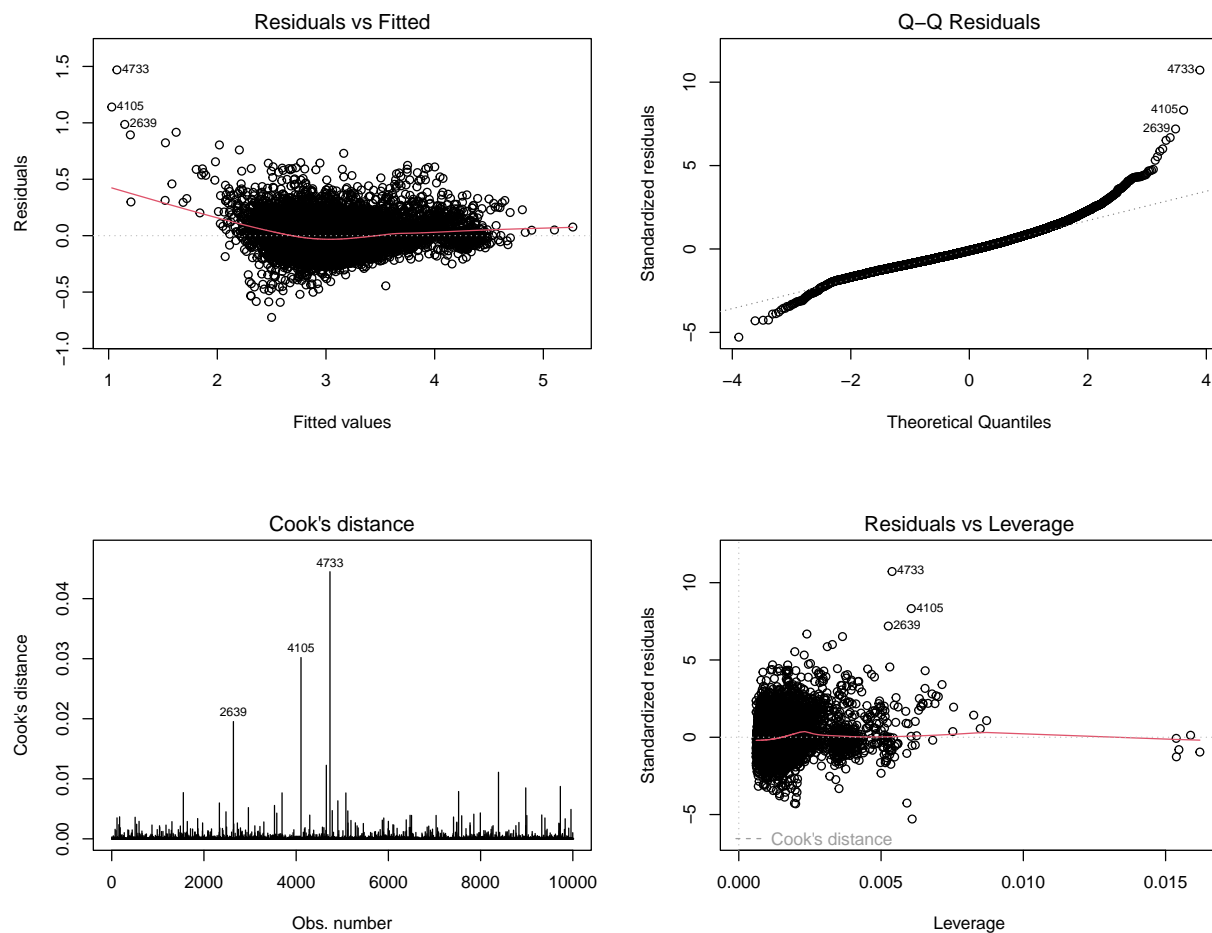 Residuals vs Fitted
Residuals
−1.0 −0.5 0.0 0.5 1.0 1.5
4733
4105
2639
1 2 3 4 5
Fitted values
Q−Q Residuals
Standardized residuals
−5 0 5 10
4733
4105
2639
−4 −2 0 2 4
Theoretical Quantiles
Cook's distance
Cook's distance
0.00 0.01 0.02 0.03 0.04
4733
4105
2639
0 2000 4000 6000 8000 10000
Obs. number
Residuals vs Leverage
Standardized residuals
−5 0 5 10
4733
4105
2639
Cook's distance
0.000 0.005 0.010 0.015
Leverage